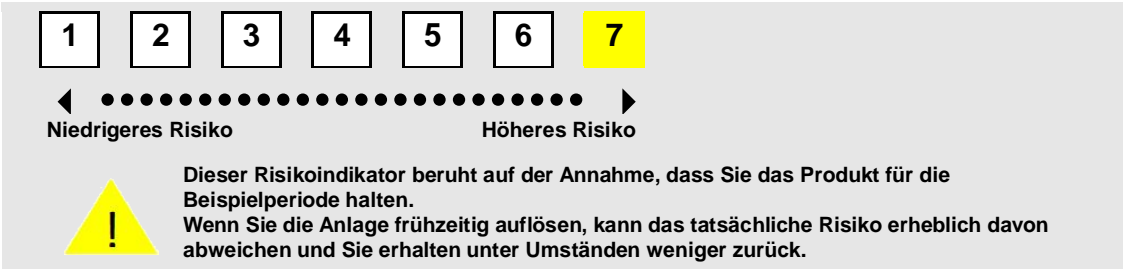 1 2 3 4 5 6 7
Niedrigeres Risiko Höheres Risiko
Dieser Risikoindikator beruht auf der Annahme, dass Sie das Produkt für die
Beispielperiode halten.
Wenn Sie die Anlage frühzeitig auflösen, kann das tatsächliche Risiko erheblich davon
abweichen und Sie erhalten unter Umständen weniger zurück.
!